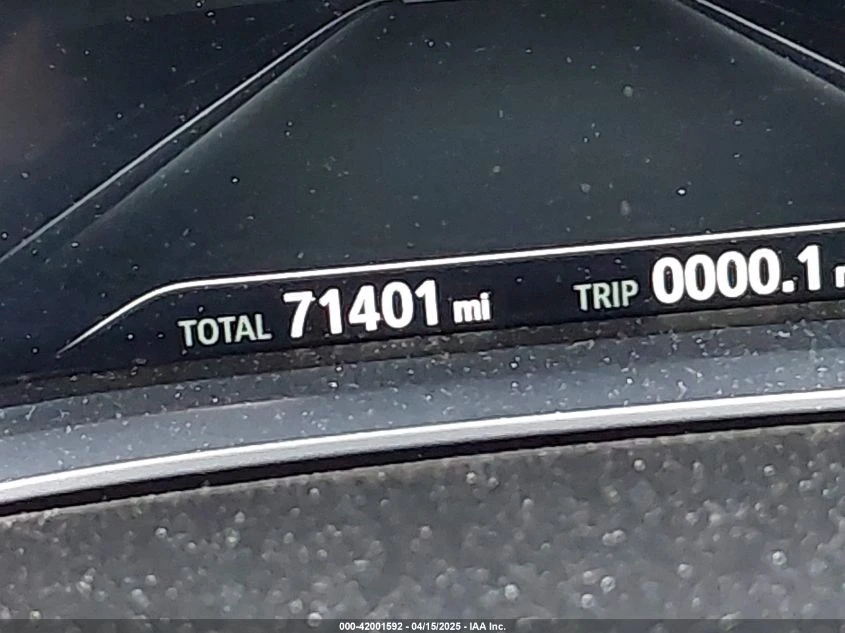 TOTAL 71401 mi TRIP 0000.1
000-42001592 - 04/15/2025 - IAA Inc.